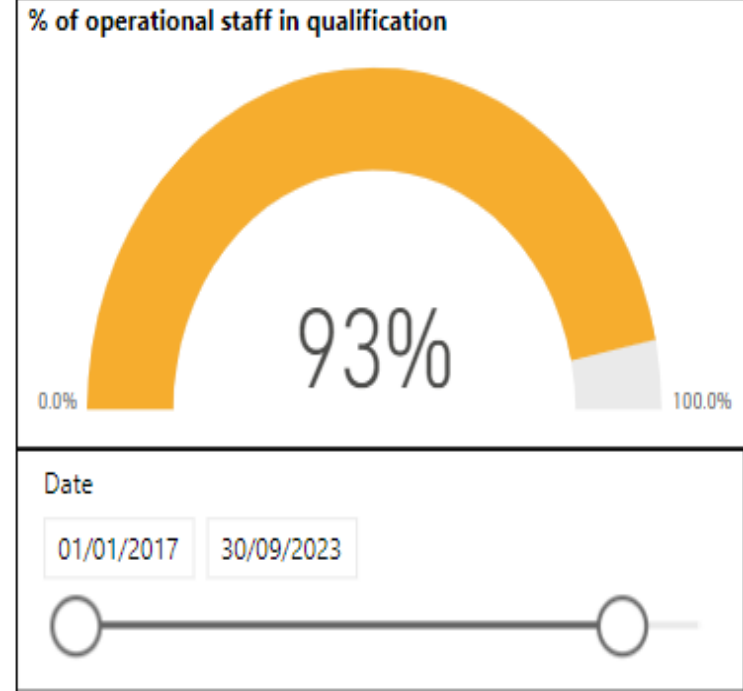 % of operational staff in qualification
93%
0.0%
100.0%
Date
01/01/2017
30/09/2023